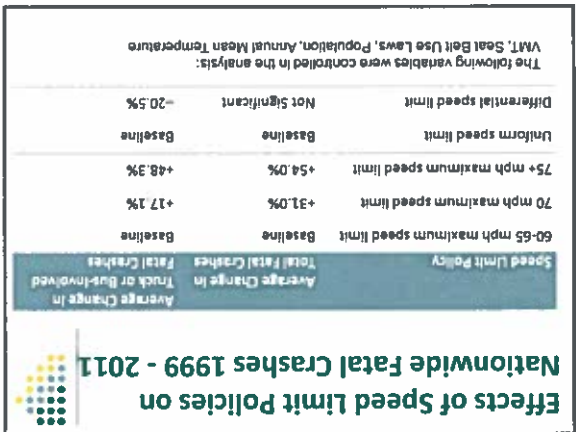 Effects of Speed Limit Policies on
Nationwide Fatal Crashes 1999 - 2011
Speed Limit Policy
Average Change in
Total Fatal Crashes
Average Change in
Truck or Bus-Involved
Fatal Crashes
60-65 mph maximum speed limit Baseline Baseline
70 mph maximum speed limit +31.0% +17.1%
75+ mph maximum speed limit +54.0% +48.3%
Uniform speed limit Baseline Baseline
Differential speed limit Not Significant -20.5%
The following variables were controlled in the analysis:
VMT, Seat Belt Use Laws, Population, Annual Mean Temperature